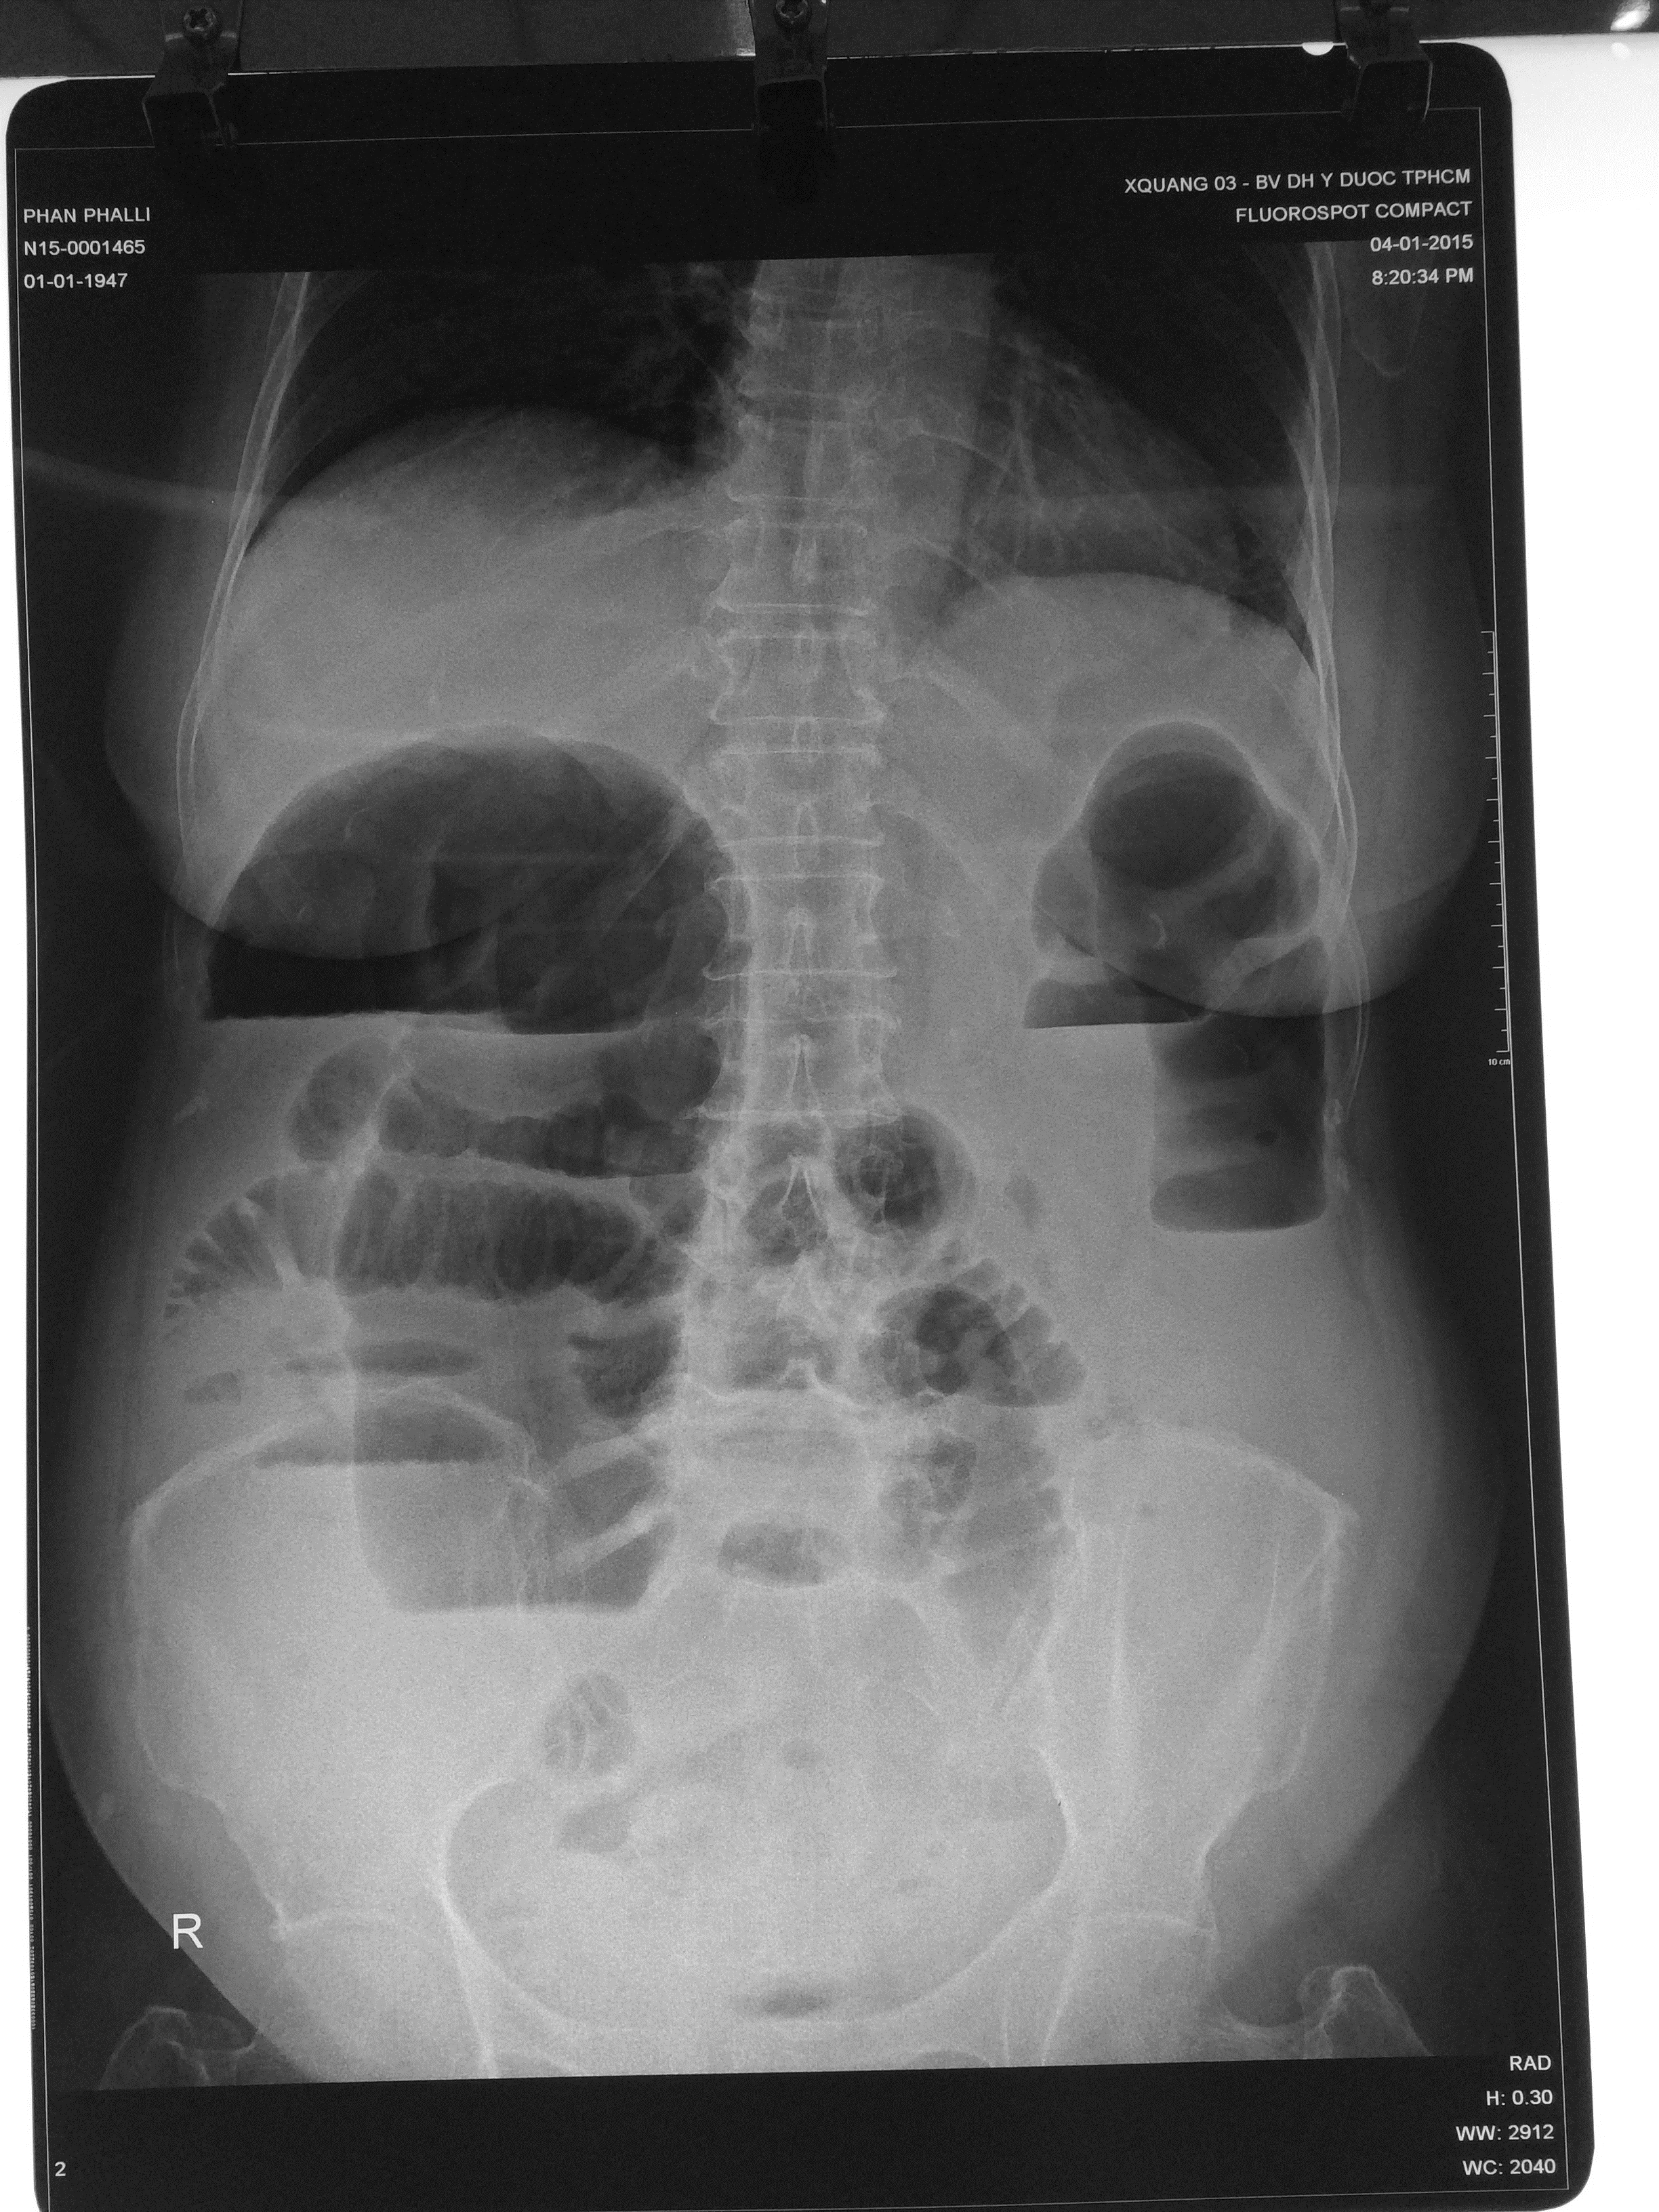 PHAN PHALLI
N15-0001465
01-01-1947
XQUANG 03 - BV DH Y DUOC TPHCM
FLUOROSPOT COMPACT
04-01-2015
8:20:34 PM
10 cm
R
RAD
H: 0.30
WW: 2912
WC: 2040
2